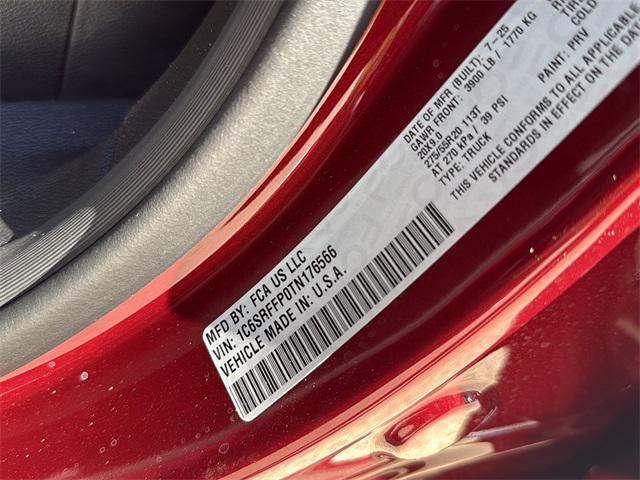 MFD BY: FCA US LLC
VIN: 1C6SRFFP0TN176566
VEHICLE MADE IN: U.S.A.
DATE OF MFR (BUILT): 7-25
GAWR FRONT: 3900 LB / 1770 KG
20X9.0
275/55R20 113T
AT 270 kPa / 39 PSI
TYPE: TRUCK
COLD
PAINT: PRV
THIS VEHICLE CONFORMS TO ALL APPLICABLE
STANDARDS IN EFFECT ON THE